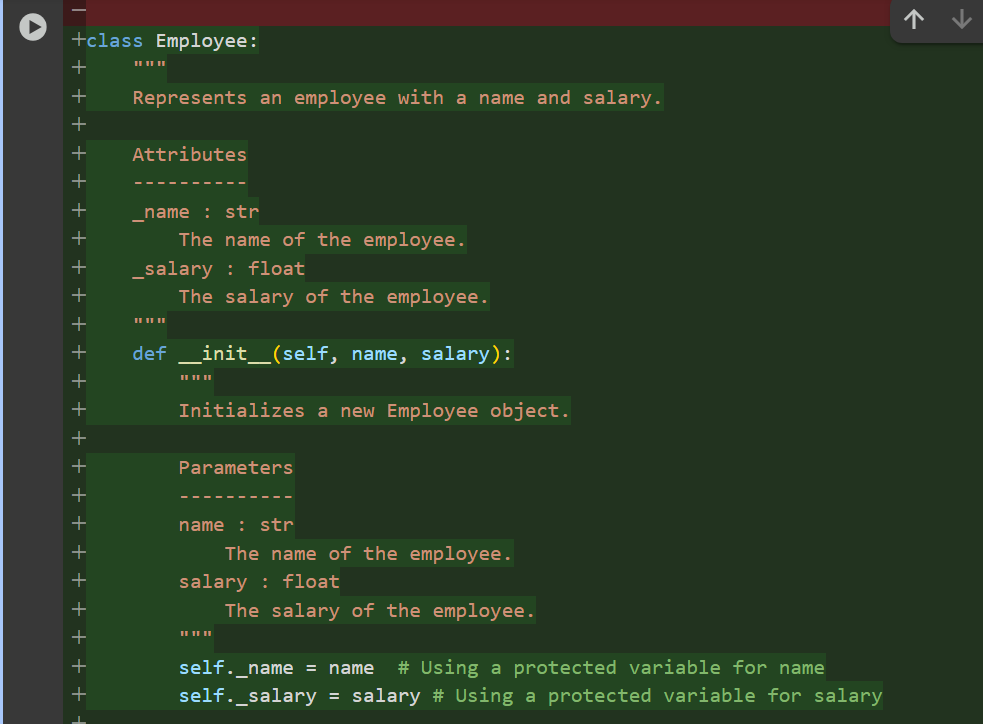 −
+class Employee:
+    """
+    Represents an employee with a name and salary.
+
+    Attributes
+    ----------
+    _name : str
+        The name of the employee.
+    _salary : float
+        The salary of the employee.
+    """
+    def __init__(self, name, salary):
+        """
+        Initializes a new Employee object.
+
+        Parameters
+        ----------
+        name : str
+            The name of the employee.
+        salary : float
+            The salary of the employee.
+        """
+        self._name = name  # Using a protected variable for name
+        self._salary = salary # Using a protected variable for salary
+